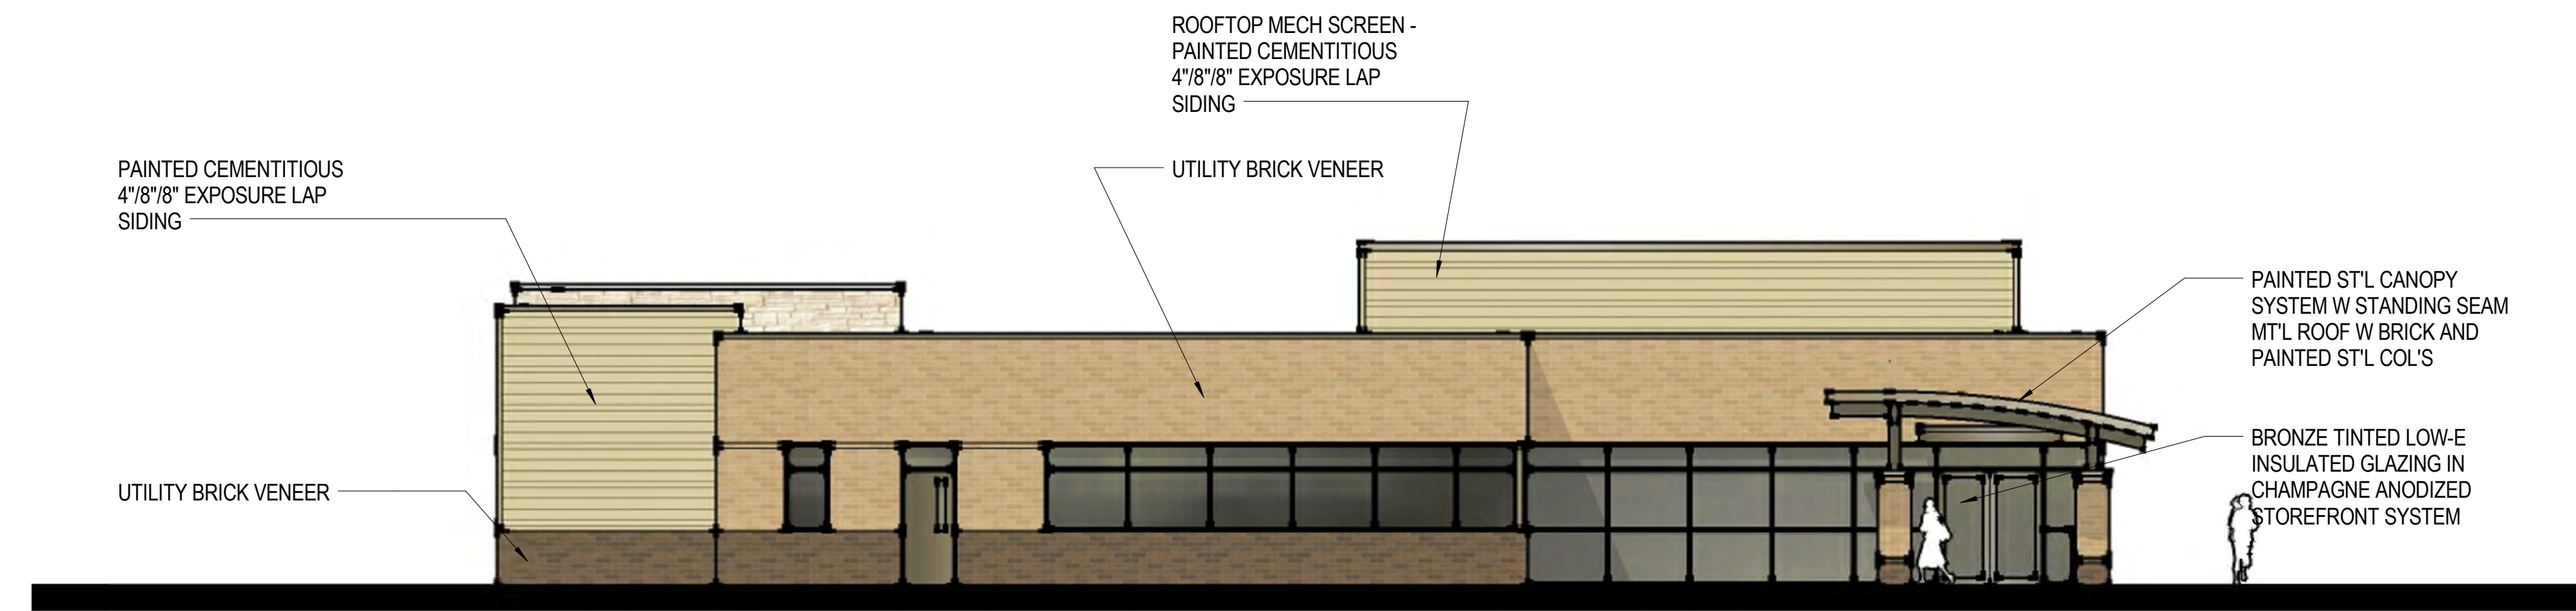 ROOFTOP MECH SCREEN -
PAINTED CEMENTITIOUS
4"/8"/8" EXPOSURE LAP
SIDING
UTILITY BRICK VENEER
PAINTED CEMENTITIOUS
4"/8"/8" EXPOSURE LAP
SIDING
UTILITY BRICK VENEER
PAINTED ST'L CANOPY
SYSTEM W STANDING SEAM
MT'L ROOF W BRICK AND
PAINTED ST'L COL'S
BRONZE TINTED LOW-E
INSULATED GLAZING IN
CHAMPAGNE ANODIZED
STOREFRONT SYSTEM